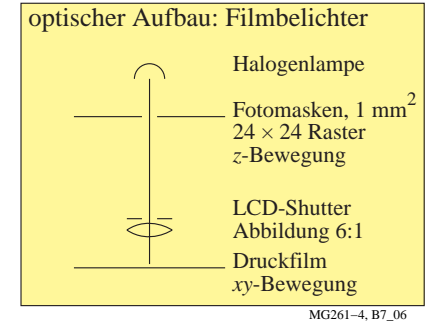 optischer Aufbau: Filmbelichter
Halogenlampe
Fotomasken, 1 mm²
24 × 24 Raster
z-Bewegung
LCD-Shutter
Abbildung 6:1
Druckfilm
xy-Bewegung
MG261−4, B7_06